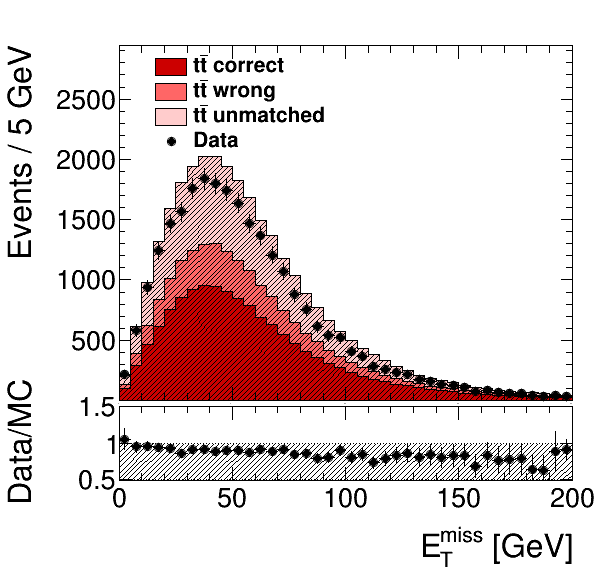 Events / 5 GeV
2500
2000
1500
1000
500
tt̄ correct
tt̄ wrong
tt̄ unmatched
Data
Data/MC
1.5
1
0.5
0 50 100 150 200
E_T^miss [GeV]